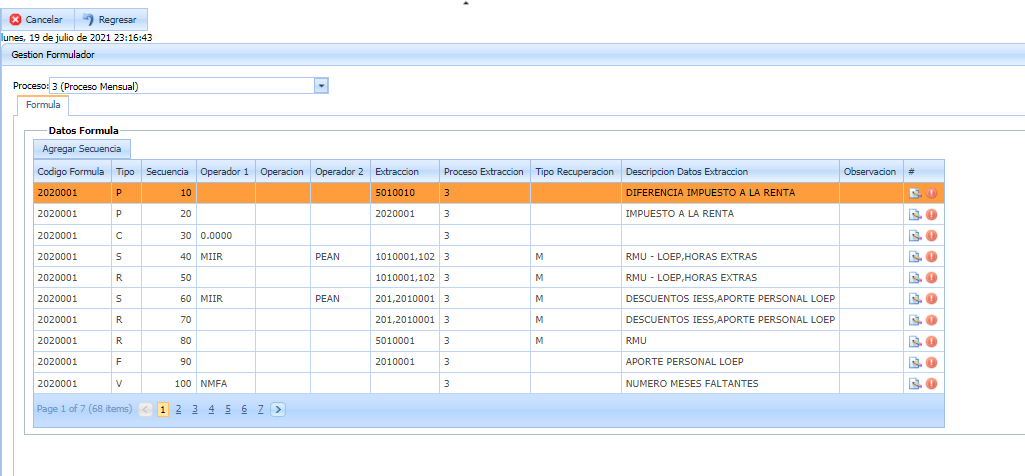 Cancelar Regresar
lunes, 19 de julio de 2021 23:16:43
Gestion Formulador
Proceso: 3 (Proceso Mensual)
Formula
Datos Formula
Agregar Secuencia
Codigo Formula Tipo Secuencia Operador 1 Operacion Operador 2 Extraccion Proceso Extraccion Tipo Recuperacion Descripcion Datos Extraccion Observacion #
2020001 P 10 5010010 3 DIFERENCIA IMPUESTO A LA RENTA
2020001 P 20 2020001 3 IMPUESTO A LA RENTA
2020001 C 30 0.0000 3
2020001 S 40 MIIR PEAN 1010001,102 3 M RMU - LOEP,HORAS EXTRAS
2020001 R 50 1010001,102 3 M RMU - LOEP,HORAS EXTRAS
2020001 S 60 MIIR PEAN 201,2010001 3 M DESCUENTOS IESS,APORTE PERSONAL LOEP
2020001 R 70 201,2010001 3 M DESCUENTOS IESS,APORTE PERSONAL LOEP
2020001 R 80 5010001 3 M RMU
2020001 F 90 2010001 3 APORTE PERSONAL LOEP
2020001 V 100 NMFA 3 NUMERO MESES FALTANTES
Page 1 of 7 (68 items) < 1 2 3 4 5 6 7 >